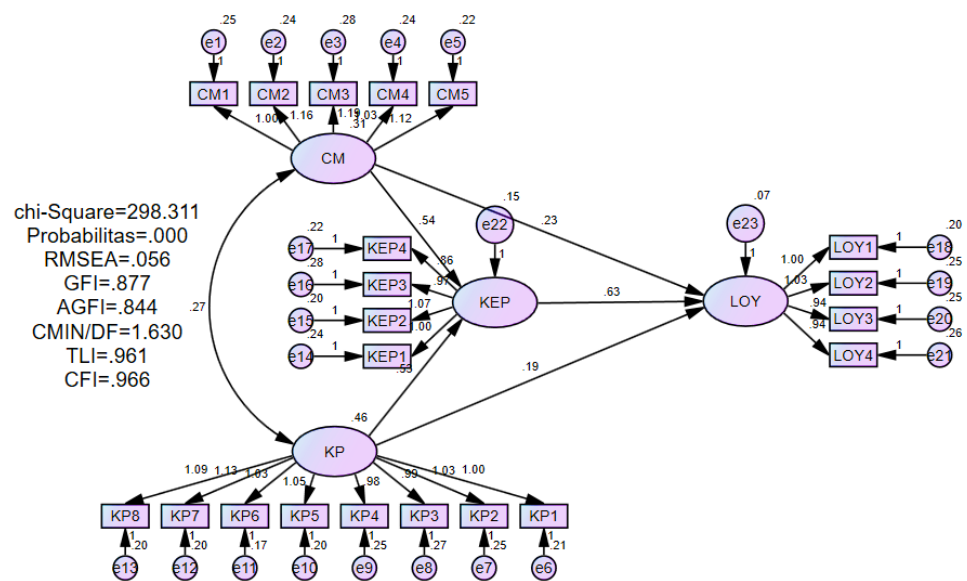 .25 .24 .28 .24 .22
e1 e2 e3 e4 e5
1 1 1 1 1
CM1 CM2 CM3 CM4 CM5
1.00 1.16 1.19 1.03 1.12
.31
CM
chi-Square=298.311
Probabilitas=.000
RMSEA=.056
GFI=.877
AGFI=.844
CMIN/DF=1.630
TLI=.961
CFI=.966
.27
.54
.15
.23
e22
1
.07
e23
1
.22
e17 1 KEP4 .86
.28
e16 1 KEP3 .97
.20
e15 1 KEP2 1.07
.24
e14 1 KEP1 1.00
KEP
.63
LOY
.20
1.00 LOY1 1 e18
.25
1.03 LOY2 1 e19
.25
.94 LOY3 1 e20
.26
.94 LOY4 1 e21
.53
.19
.46
KP
1.09 1.13 1.03 1.05 .98 .99 1.03 1.00
KP8 KP7 KP6 KP5 KP4 KP3 KP2 KP1
1 1 1 1 1 1 1 1
.20 .20 .17 .20 .25 .27 .25 .21
e13 e12 e11 e10 e9 e8 e7 e6